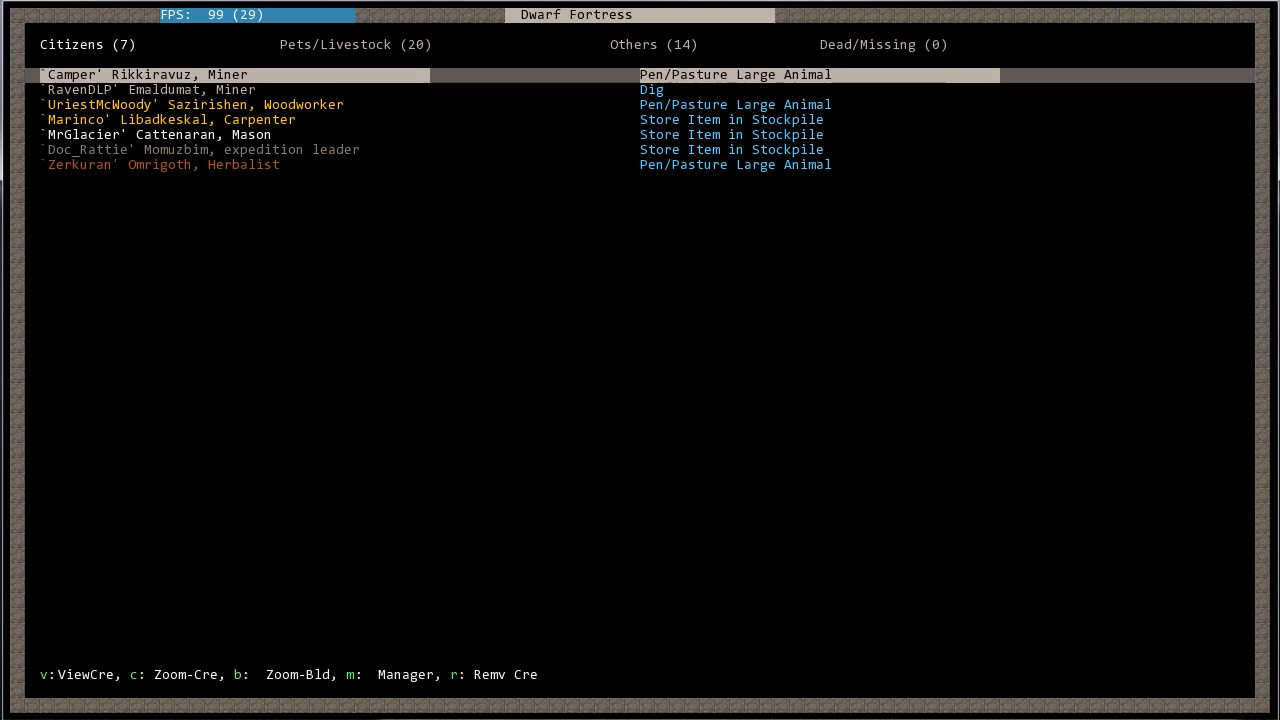 FPS:  99 (29) Dwarf Fortress
Citizens (7) Pets/Livestock (20) Others (14) Dead/Missing (0)
`Camper' Rikkiravuz, Miner Pen/Pasture Large Animal
`RavenDLP' Emaldumat, Miner Dig
`UriestMcWoody' Sazirishen, Woodworker Pen/Pasture Large Animal
`Marinco' Libadkeskal, Carpenter Store Item in Stockpile
`MrGlacier' Cattenaran, Mason Store Item in Stockpile
`Doc_Rattie' Momuzbim, expedition leader Store Item in Stockpile
`Zerkuran' Omrigoth, Herbalist Pen/Pasture Large Animal
v:ViewCre, c: Zoom-Cre, b:  Zoom-Bld, m:  Manager, r: Remv Cre